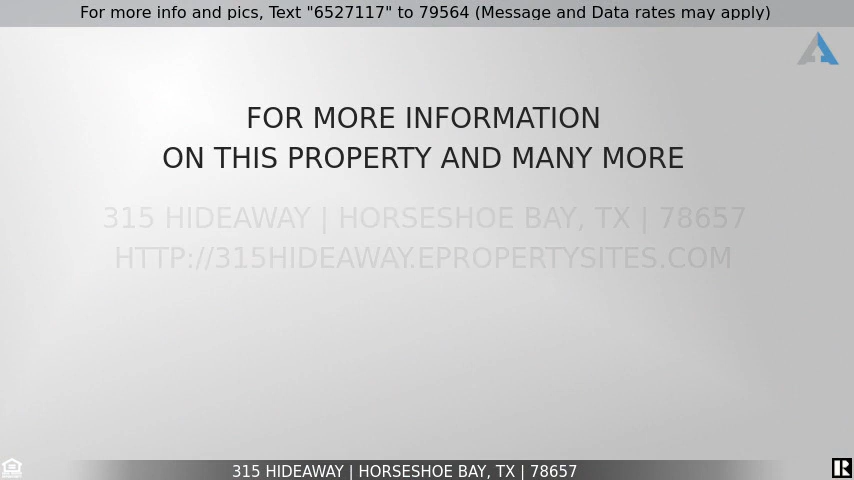 For more info and pics, Text "6527117" to 79564 (Message and Data rates may apply)
FOR MORE INFORMATION
ON THIS PROPERTY AND MANY MORE
315 HIDEAWAY | HORSESHOE BAY, TX | 78657
HTTP://315HIDEAWAY.EPROPERTYSITES.COM
315 HIDEAWAY | HORSESHOE BAY, TX | 78657